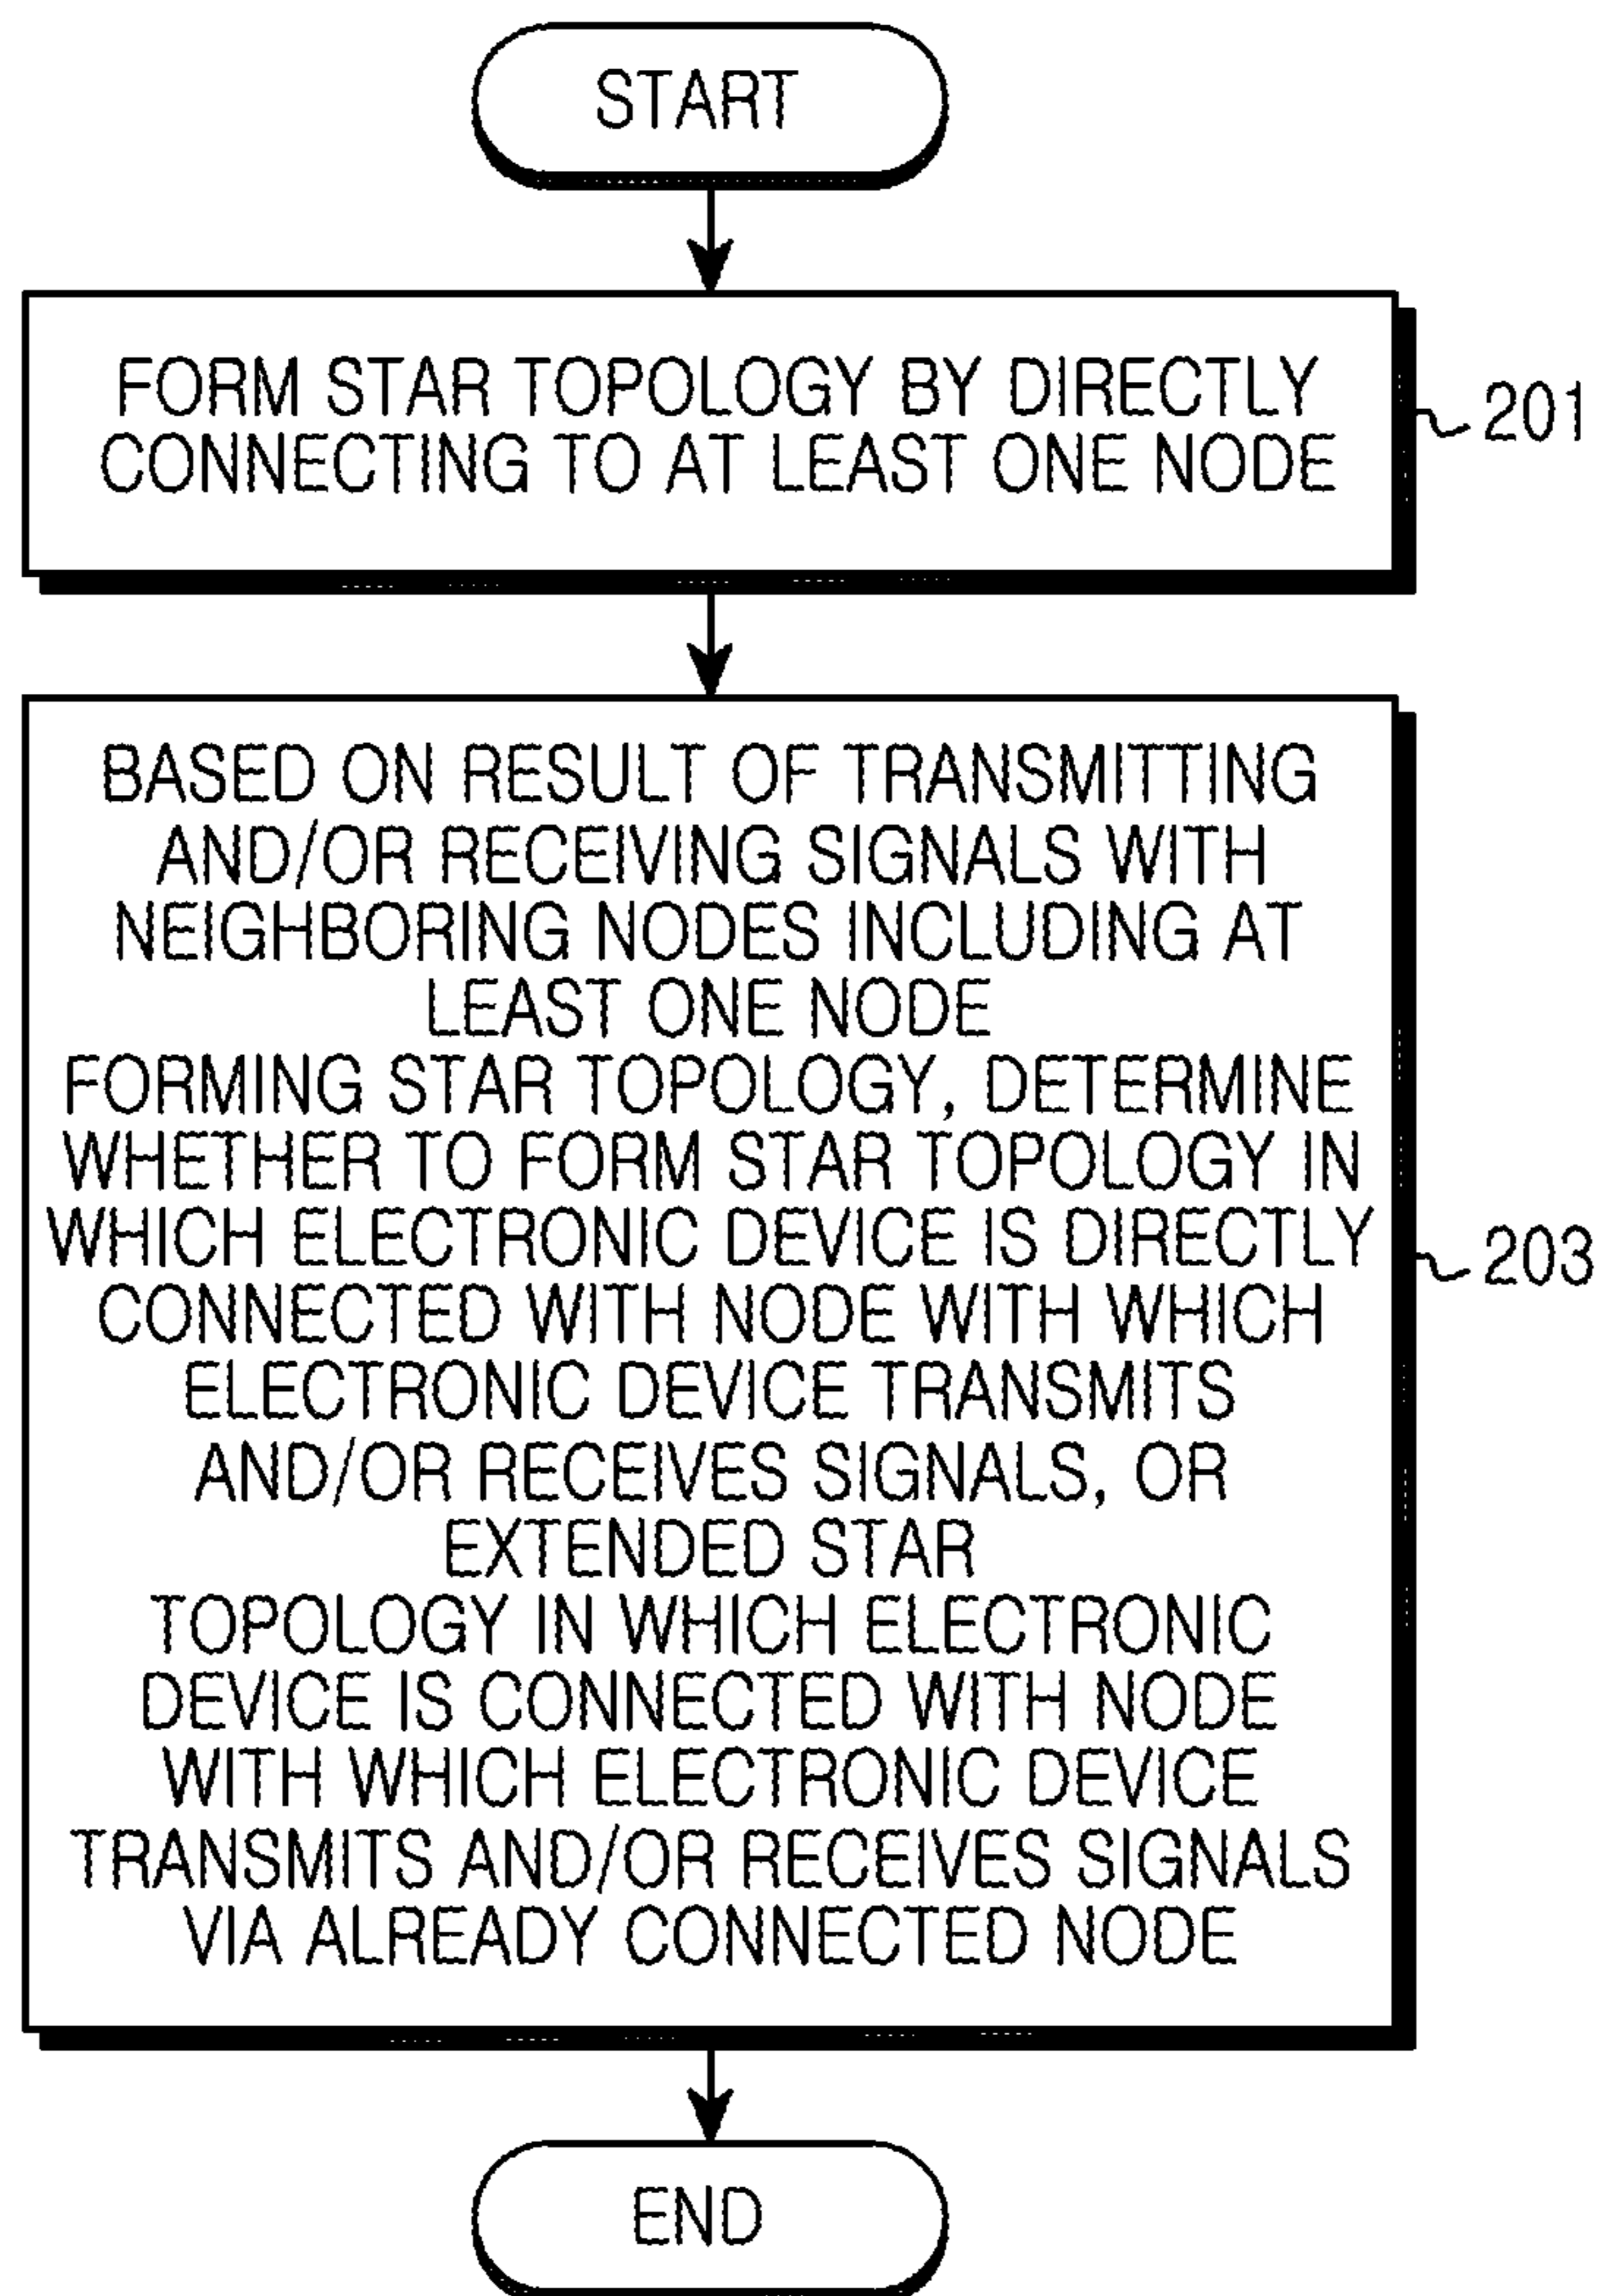 START
FORM STAR TOPOLOGY BY DIRECTLY
CONNECTING TO AT LEAST ONE NODE
201
BASED ON RESULT OF TRANSMITTING
AND/OR RECEIVING SIGNALS WITH
NEIGHBORING NODES INCLUDING AT
LEAST ONE NODE
FORMING STAR TOPOLOGY, DETERMINE
WHETHER TO FORM STAR TOPOLOGY IN
WHICH ELECTRONIC DEVICE IS DIRECTLY
CONNECTED WITH NODE WITH WHICH
ELECTRONIC DEVICE TRANSMITS
AND/OR RECEIVES SIGNALS, OR
EXTENDED STAR
TOPOLOGY IN WHICH ELECTRONIC
DEVICE IS CONNECTED WITH NODE
WITH WHICH ELECTRONIC DEVICE
TRANSMITS AND/OR RECEIVES SIGNALS
VIA ALREADY CONNECTED NODE
203
END